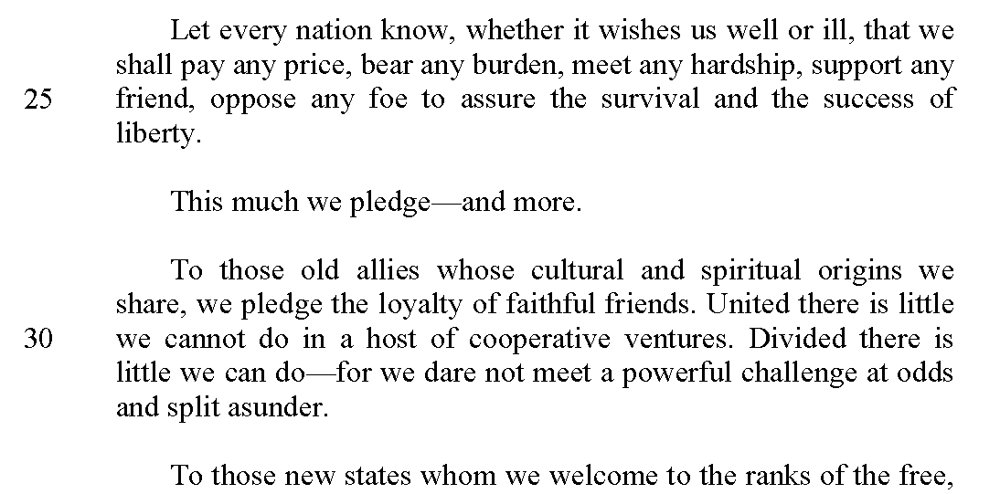 Let every nation know, whether it wishes us well or ill, that we
shall pay any price, bear any burden, meet any hardship, support any
25 friend, oppose any foe to assure the survival and the success of
liberty.
This much we pledge—and more.
To those old allies whose cultural and spiritual origins we
share, we pledge the loyalty of faithful friends. United there is little
30 we cannot do in a host of cooperative ventures. Divided there is
little we can do—for we dare not meet a powerful challenge at odds
and split asunder.
To those new states whom we welcome to the ranks of the free,